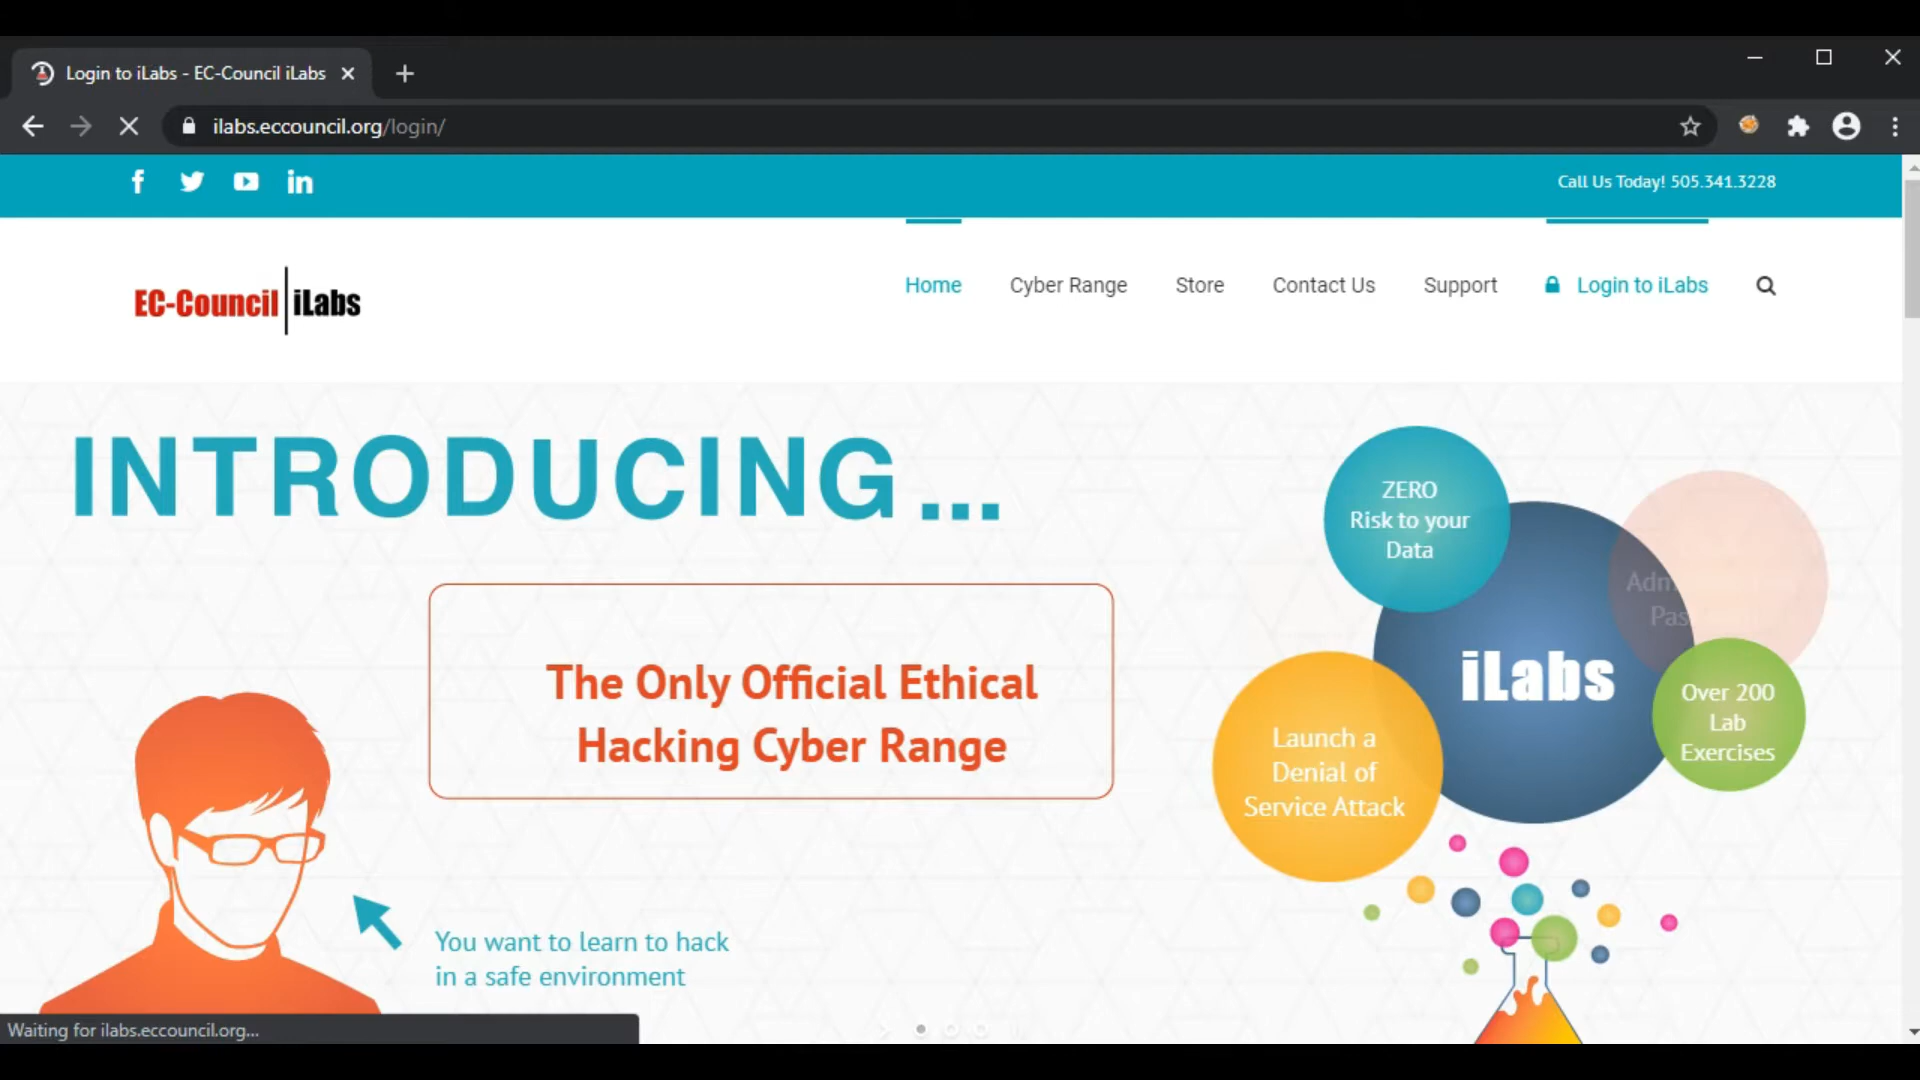 Login to iLabs - EC-Council iLabs
ilabs.eccouncil.org/login/
Call Us Today! 505.341.3228
EC-Council iLabs
Home Cyber Range Store Contact Us Support Login to iLabs
INTRODUCING...
The Only Official Ethical
Hacking Cyber Range
You want to learn to hack
in a safe environment
ZERO
Risk to your
Data
iLabs
Over 200
Lab
Exercises
Launch a
Denial of
Service Attack
Waiting for ilabs.eccouncil.org...